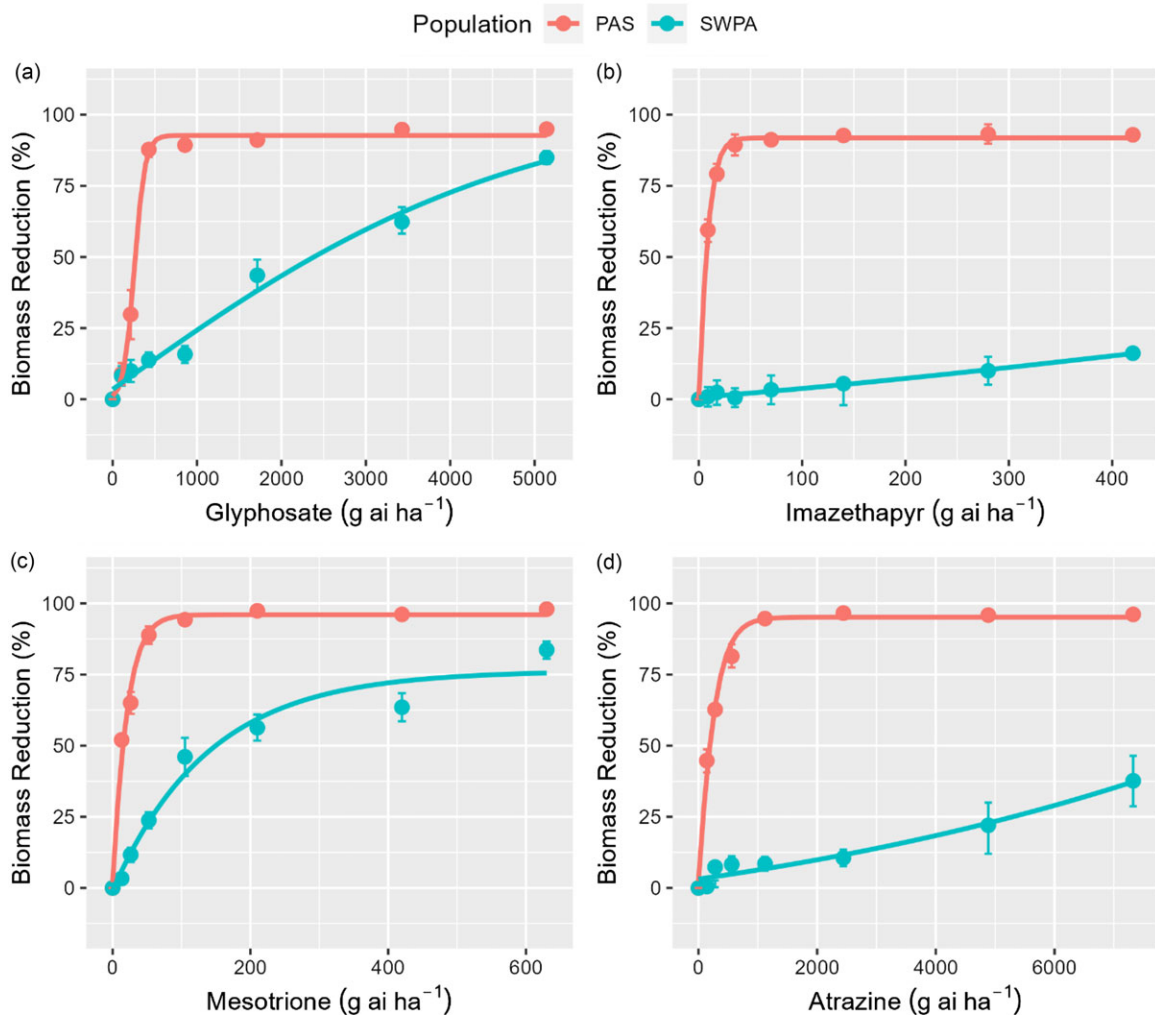 Population PAS SWPA
(a) (b)
Biomass Reduction (%)
100
75
50
25
0
0 1000 2000 3000 4000 5000
Glyphosate (g ai ha⁻¹)
Biomass Reduction (%)
100
75
50
25
0
0 100 200 300 400
Imazethapyr (g ai ha⁻¹)
(c) (d)
Biomass Reduction (%)
100
75
50
25
0
0 200 400 600
Mesotrione (g ai ha⁻¹)
Biomass Reduction (%)
100
75
50
25
0
0 2000 4000 6000
Atrazine (g ai ha⁻¹)